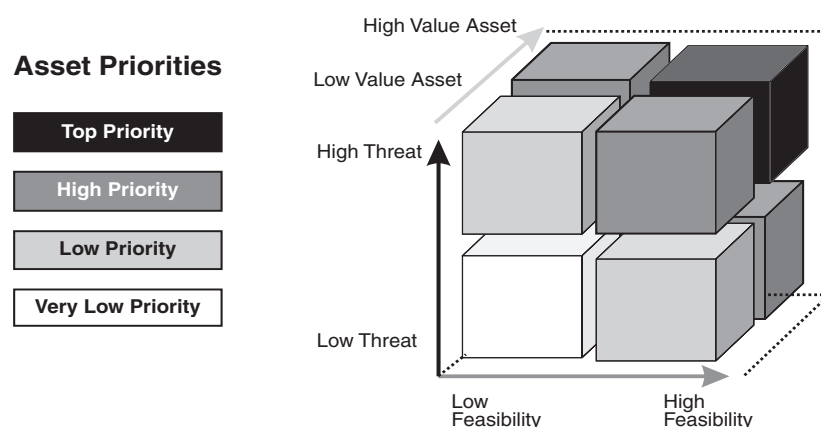 Asset Priorities
Top Priority
High Priority
Low Priority
Very Low Priority
High Value Asset
Low Value Asset
High Threat
Low Threat
Low
Feasibility
High
Feasibility